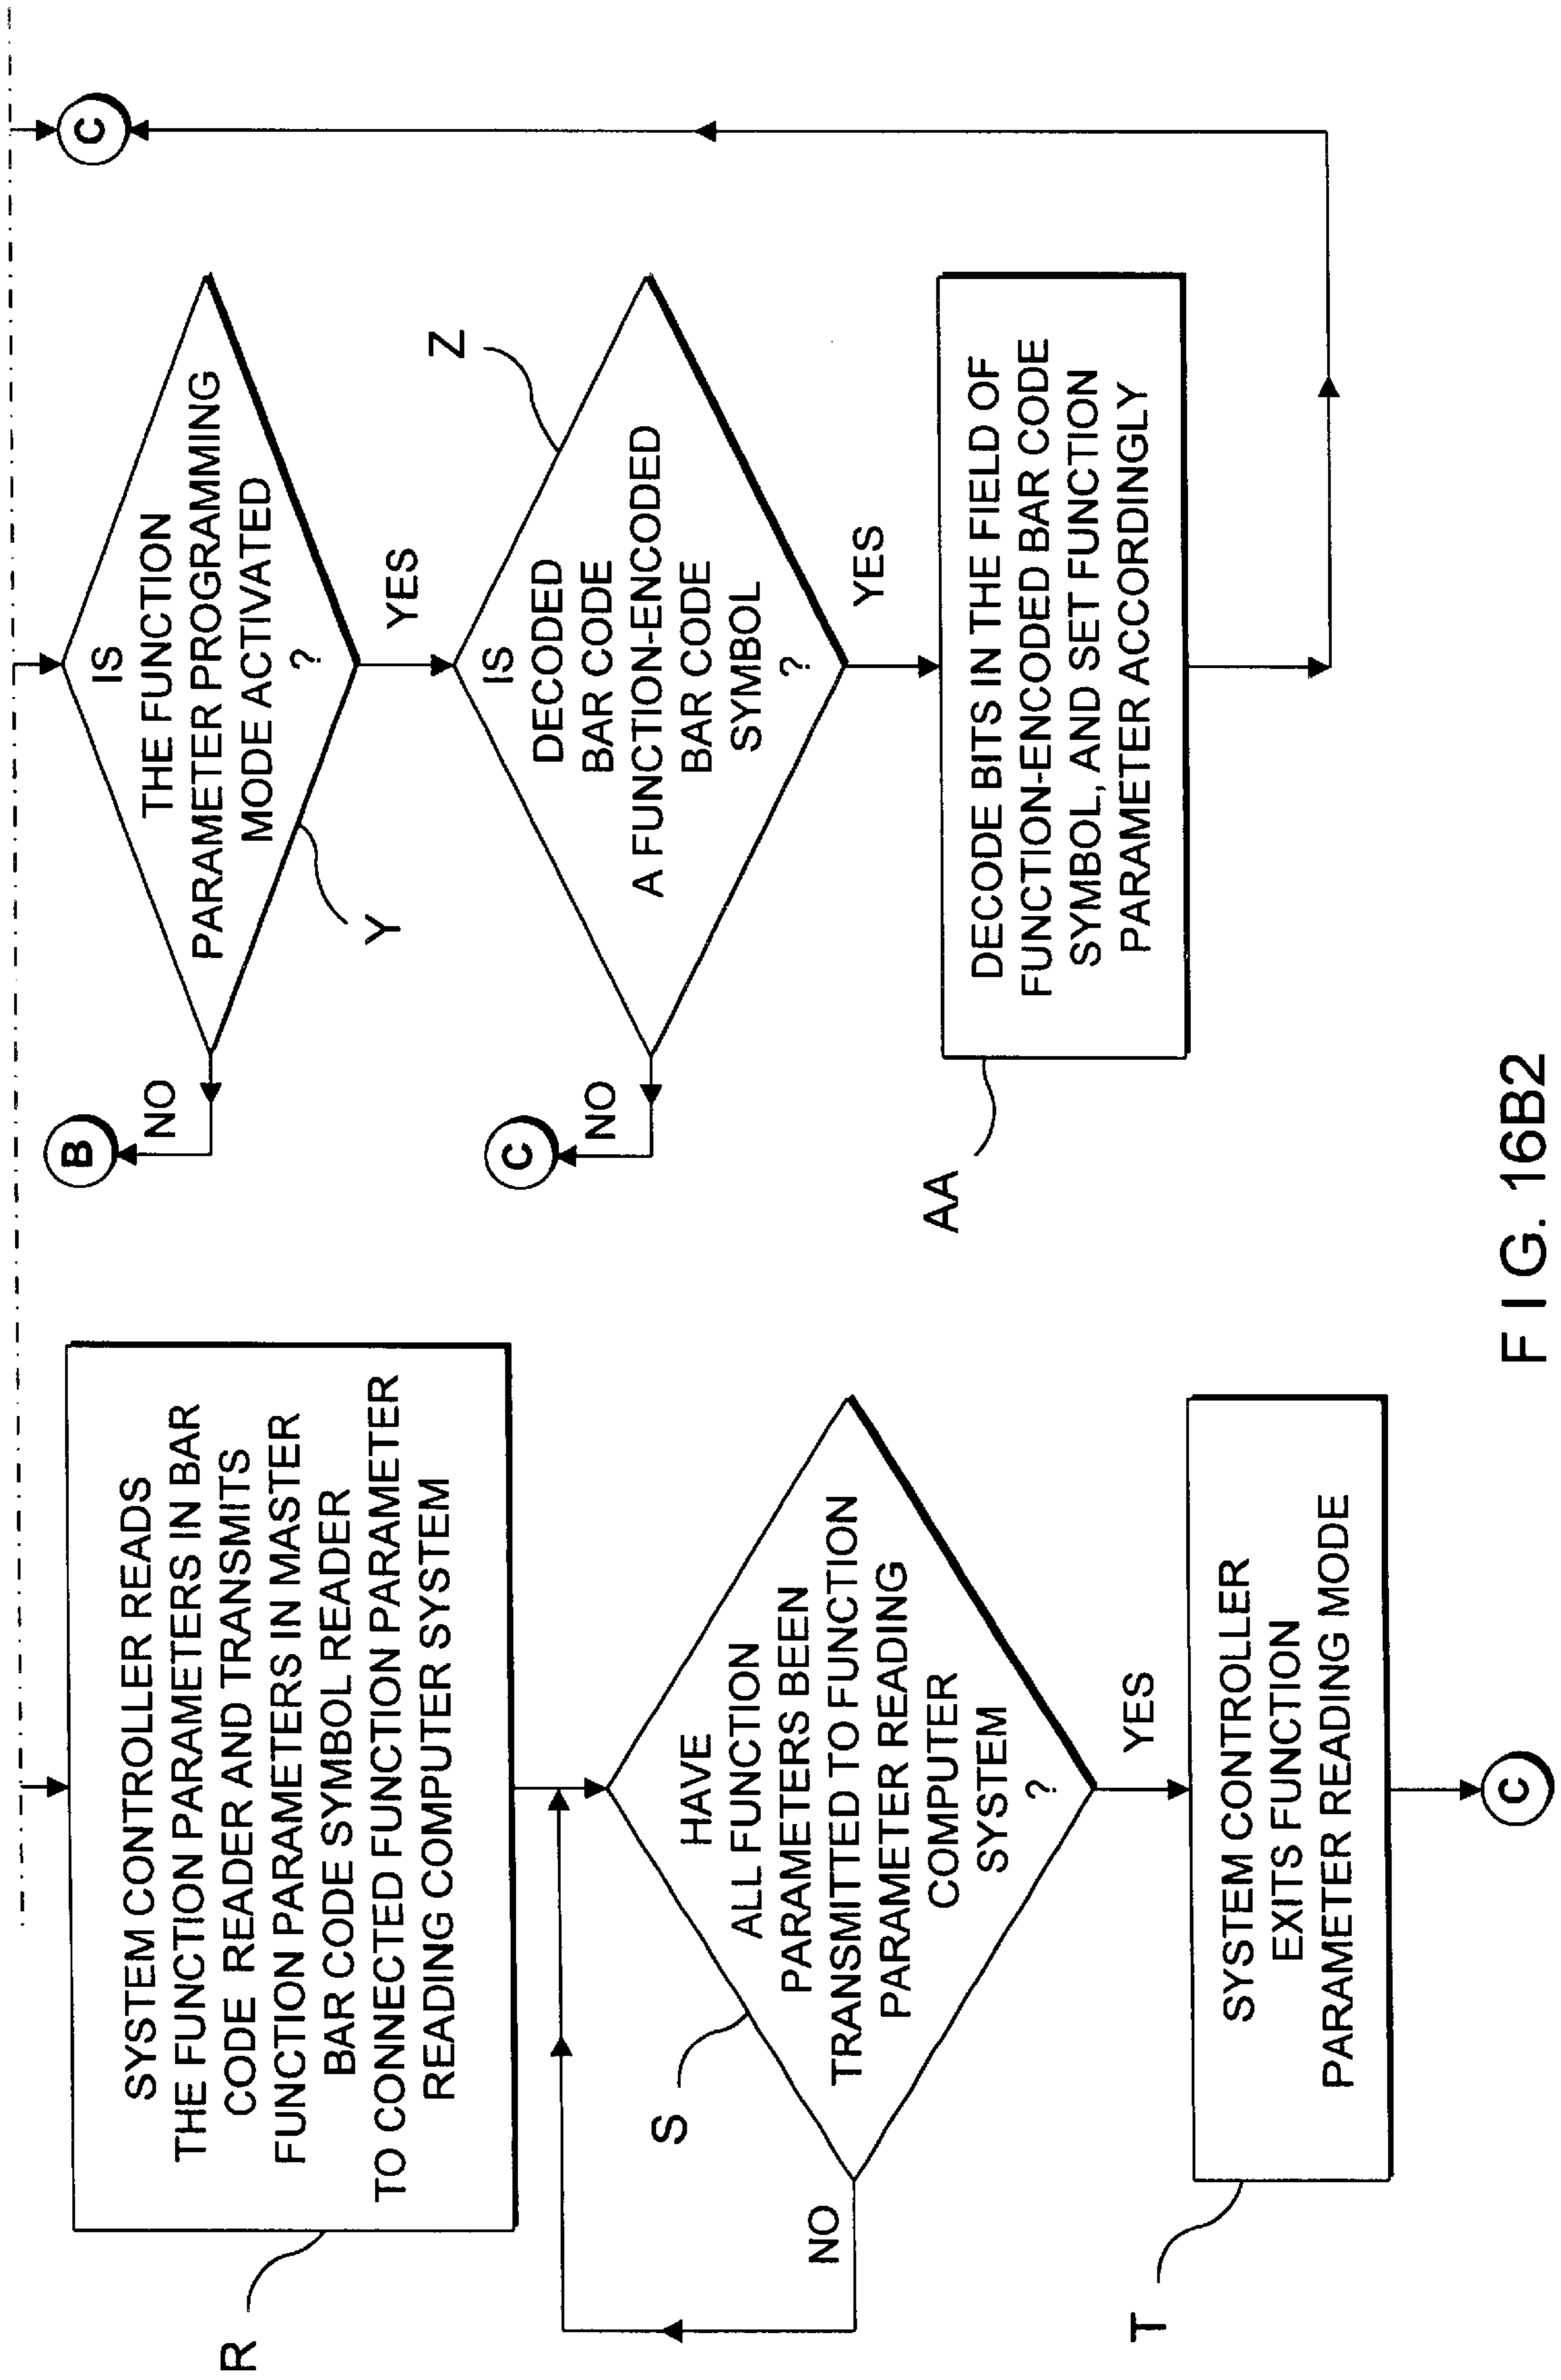 SYSTEM CONTROLLER READS
THE FUNCTION PARAMETERS IN BAR
CODE READER AND TRANSMITS
FUNCTION PARAMETERS IN MASTER
BAR CODE SYMBOL READER
TO CONNECTED FUNCTION PARAMETER
READING COMPUTER SYSTEM
R
HAVE
ALL FUNCTION
PARAMETERS BEEN
TRANSMITTED TO FUNCTION
PARAMETER READING
COMPUTER
SYSTEM
?
S
NO
YES
SYSTEM CONTROLLER
EXITS FUNCTION
PARAMETER READING MODE
T
C
B
NO
IS
THE FUNCTION
PARAMETER PROGRAMMING
MODE ACTIVATED
?
Y
YES
C
NO
IS
DECODED
BAR CODE
A FUNCTION-ENCODED
BAR CODE
SYMBOL
?
Z
YES
DECODE BITS IN THE FIELD OF
FUNCTION-ENCODED BAR CODE
SYMBOL, AND SET FUNCTION
PARAMETER ACCORDINGLY
AA
C
FIG. 16B2